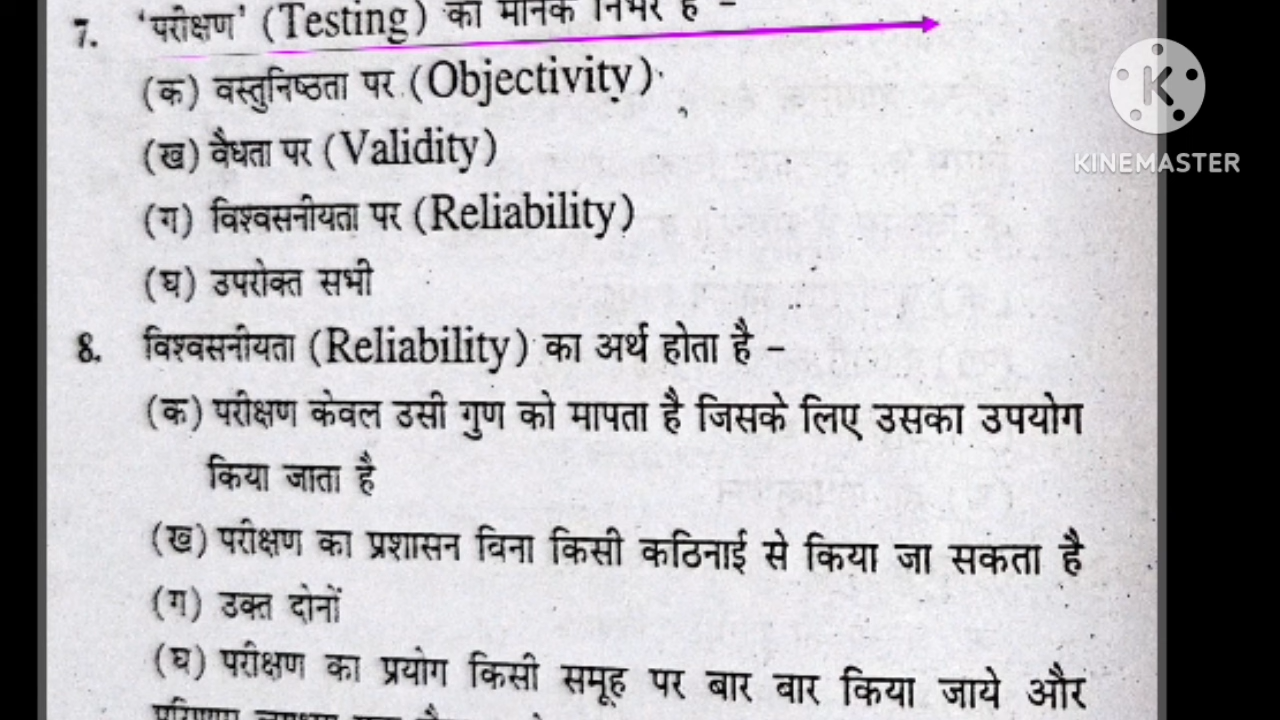 7. 'परीक्षण' (Testing) का मानक निर्भर है –
(क) वस्तुनिष्ठता पर (Objectivity)
(ख) वैधता पर (Validity)
(ग) विश्वसनीयता पर (Reliability)
(घ) उपरोक्त सभी
8. विश्वसनीयता (Reliability) का अर्थ होता है –
(क) परीक्षण केवल उसी गुण को मापता है जिसके लिए उसका उपयोग
किया जाता है
(ख) परीक्षण का प्रशासन विना किसी कठिनाई से किया जा सकता है
(ग) उक्त दोनों
(घ) परीक्षण का प्रयोग किसी समूह पर बार बार किया जाये और
K
KINEMASTER